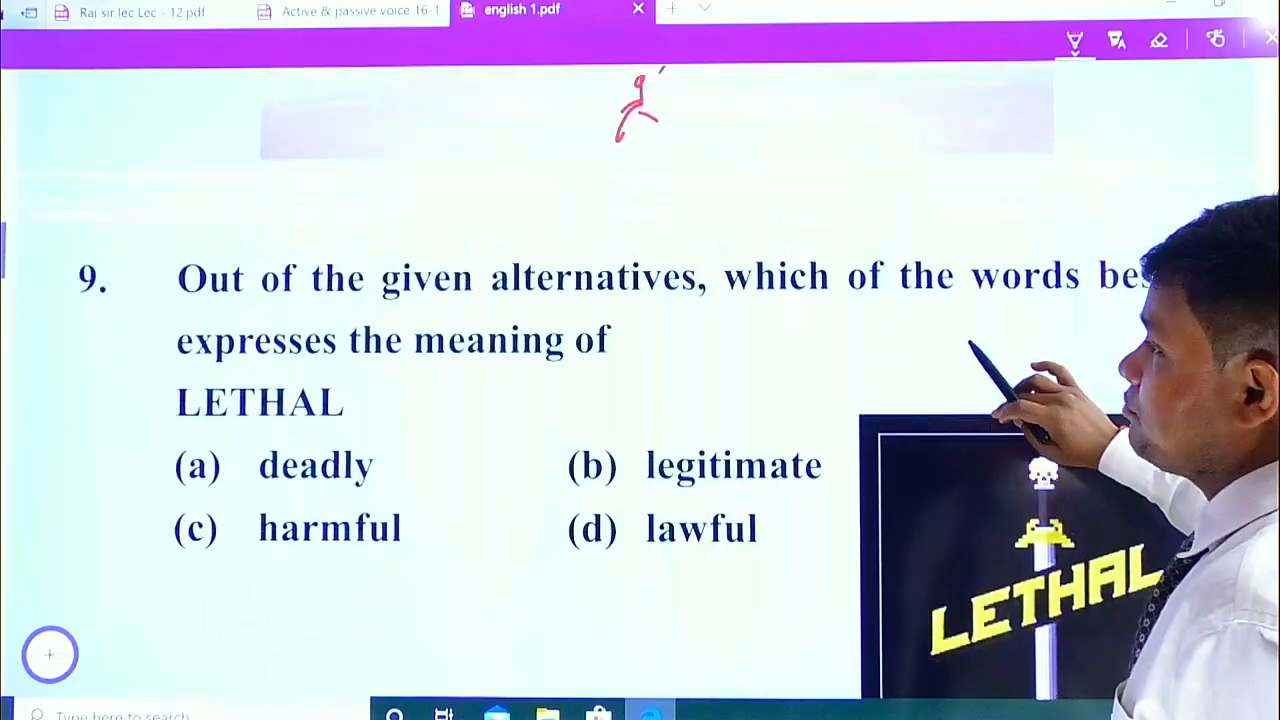 Rai sir lec Lec - 12 pdf
Active & passive voice 16-1
english 1.pdf
9. Out of the given alternatives, which of the words
expresses the meaning of
LETHAL
(a) deadly (b) legitimate
(c) harmful (d) lawful
LETHAL
Type here to search